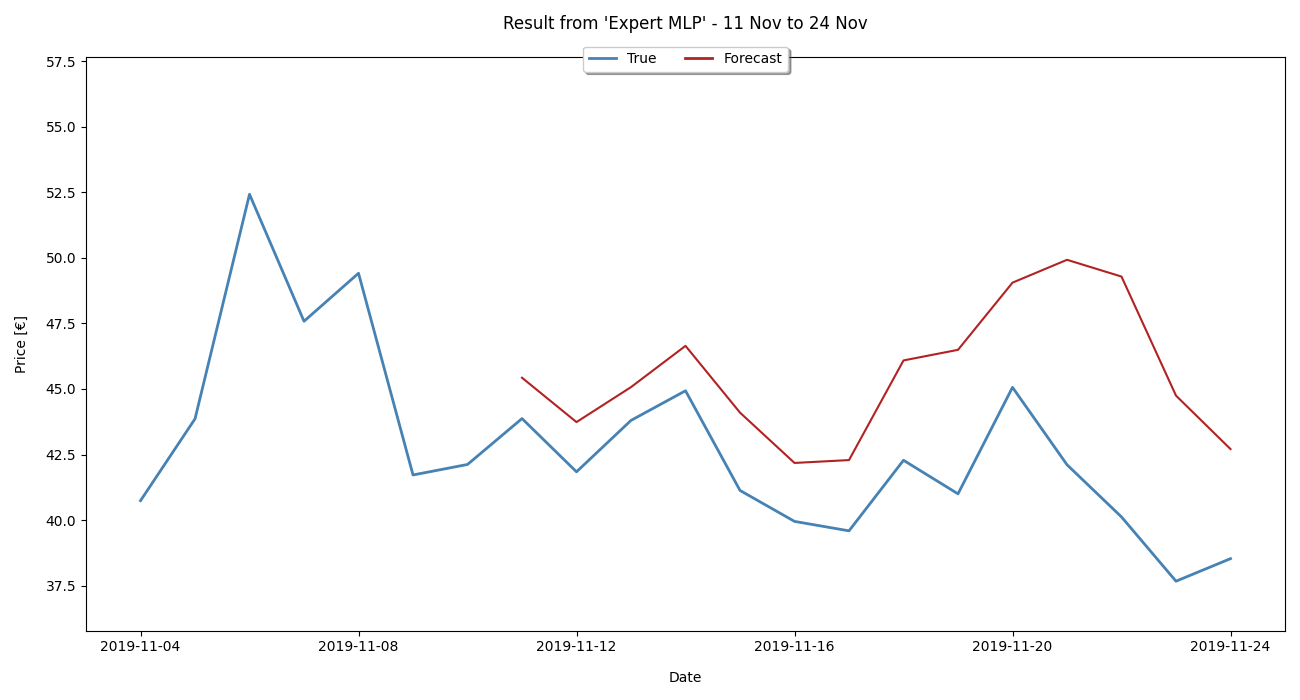 Result from 'Expert MLP' - 11 Nov to 24 Nov
True Forecast
57.5
55.0
52.5
50.0
47.5
45.0
42.5
40.0
37.5
Price [€]
2019-11-04 2019-11-08 2019-11-12 2019-11-16 2019-11-20 2019-11-24
Date